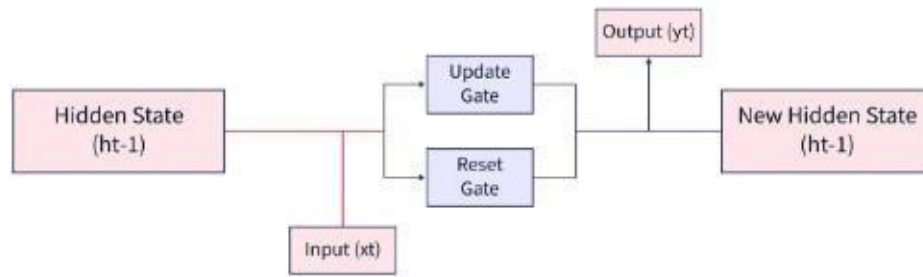 Hidden State
(ht-1)
Input (xt)
Update
Gate
Reset
Gate
Output (yt)
New Hidden State
(ht-1)